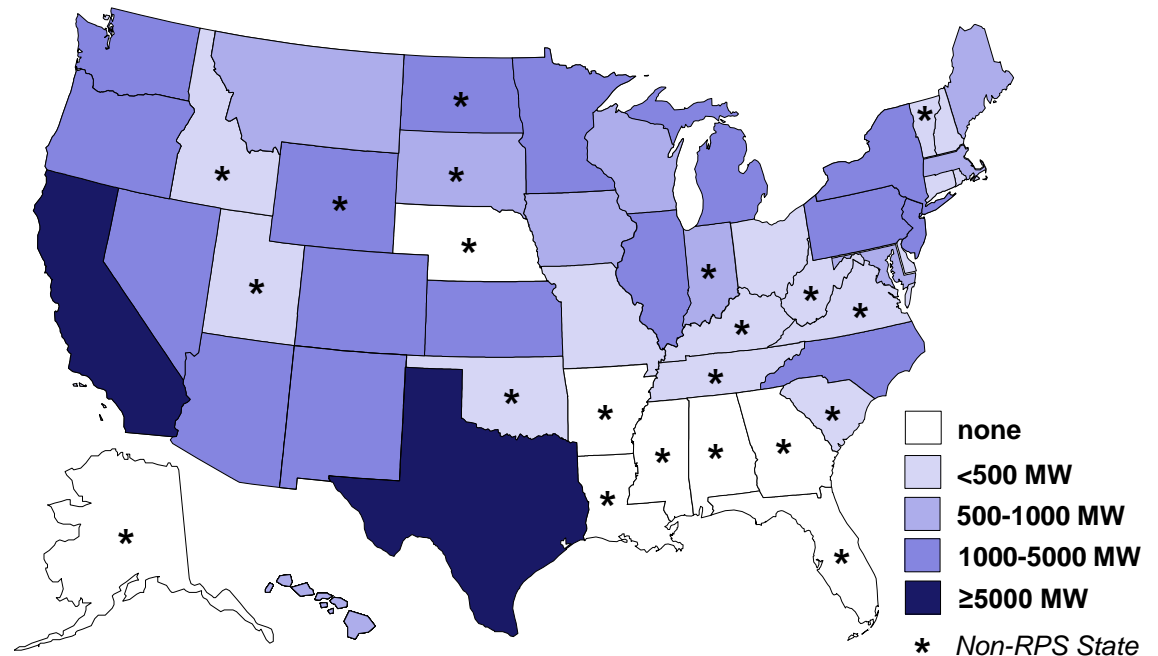 none
<500 MW
500-1000 MW
1000-5000 MW
≥5000 MW
* Non-RPS State